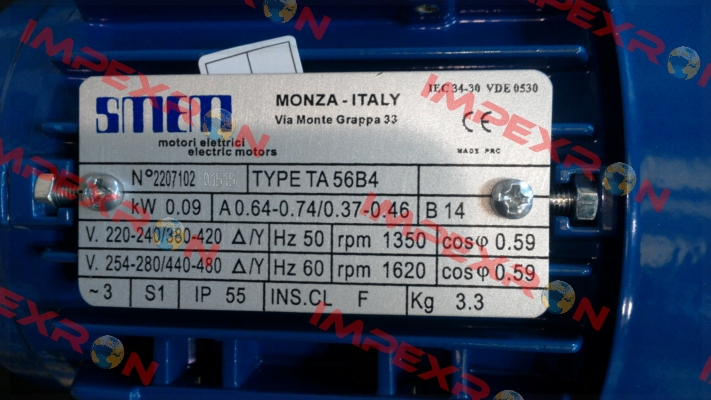 SMEM
motori elettrici
electric motors
MONZA - ITALY
Via Monte Grappa 33
IEC 34-30 VDE 0530
CE
MADE PRC
N° 2207102
TYPE TA 56B4
kW 0.09 A 0.64-0.74/0.37-0.46 B 14
V. 220-240/380-420 Δ/Y Hz 50 rpm 1350 cosφ 0.59
V. 254-280/440-480 Δ/Y Hz 60 rpm 1620 cosφ 0.59
~3 S1 IP 55 INS.CL F Kg 3.3
IMPEXRON
IMPEXRON
IMPEXRON
IMPEXRON